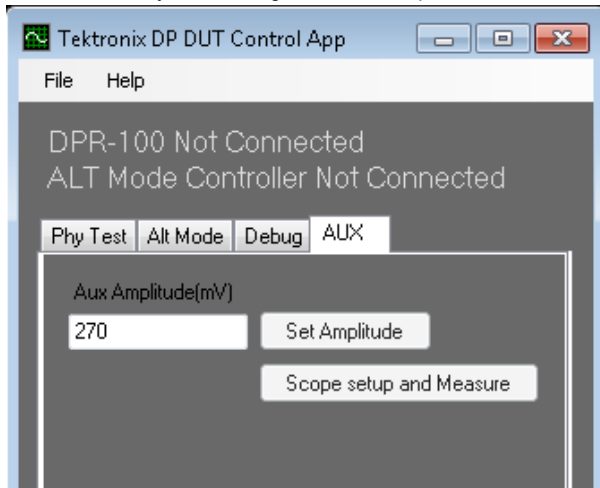 Tektronix DP DUT Control App
File Help
DPR-100 Not Connected
ALT Mode Controller Not Connected
Phy Test Alt Mode Debug AUX
Aux Amplitude(mV)
270 Set Amplitude
Scope setup and Measure